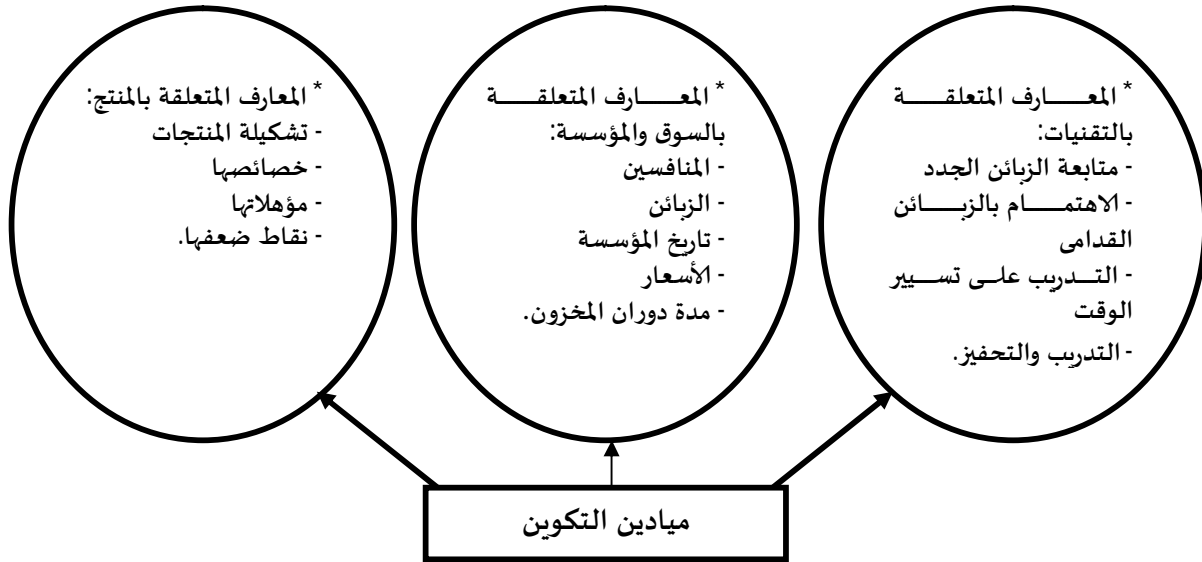 * المعارف المتعلقة
بالتقنيات:
- متابعة الزبائن الجدد
- الاهتمام بالزبائن
القدامى
- التدريب على تسيير
الوقت
- التدريب والتحفيز.
* المعارف المتعلقة
بالسوق والمؤسسة:
- المنافسين
- الزبائن
- تاريخ المؤسسة
- الأسعار
- مدة دوران المخزون.
* المعارف المتعلقة بالمنتج:
- تشكيلة المنتجات
- خصائصها
- مؤهلاتها
- نقاط ضعفها.
ميادين التكوين